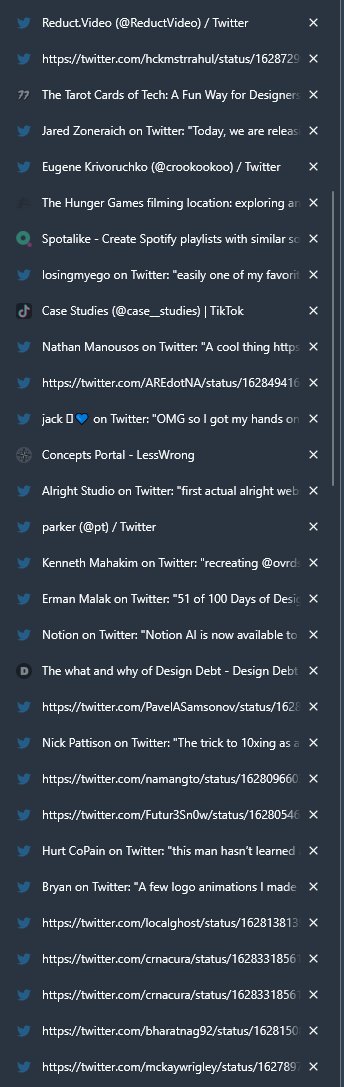 Reduct.Video (@ReductVideo) / Twitter
https://twitter.com/hckmstrrahul/status/1628729
The Tarot Cards of Tech: A Fun Way for Designers
Jared Zoneraich on Twitter: "Today, we are releasi
Eugene Krivoruchko (@crookookoo) / Twitter
The Hunger Games filming location: exploring an
Spotalike - Create Spotify playlists with similar so
losingmyego on Twitter: "easily one of my favorit
Case Studies (@case__studies) | TikTok
Nathan Manousos on Twitter: "A cool thing https
https://twitter.com/AREdotNA/status/162849416
jack 💙 on Twitter: "OMG so I got my hands on
Concepts Portal - LessWrong
Alright Studio on Twitter: "first actual alright web
parker (@pt) / Twitter
Kenneth Mahakim on Twitter: "recreating @ovrds
Erman Malak on Twitter: "51 of 100 Days of Desig
Notion on Twitter: "Notion AI is now available to
The what and why of Design Debt - Design Debt
https://twitter.com/PavelASamsonov/status/1628
Nick Pattison on Twitter: "The trick to 10xing as a
https://twitter.com/namangto/status/162809660
https://twitter.com/Futur3Sn0w/status/16280546
Hurt CoPain on Twitter: "this man hasn't learned
Bryan on Twitter: "A few logo animations I made
https://twitter.com/localghost/status/162813813
https://twitter.com/crnacura/status/16283318561
https://twitter.com/crnacura/status/16283318561
https://twitter.com/bharatnag92/status/1628150
https://twitter.com/mckaywrigley/status/1627897